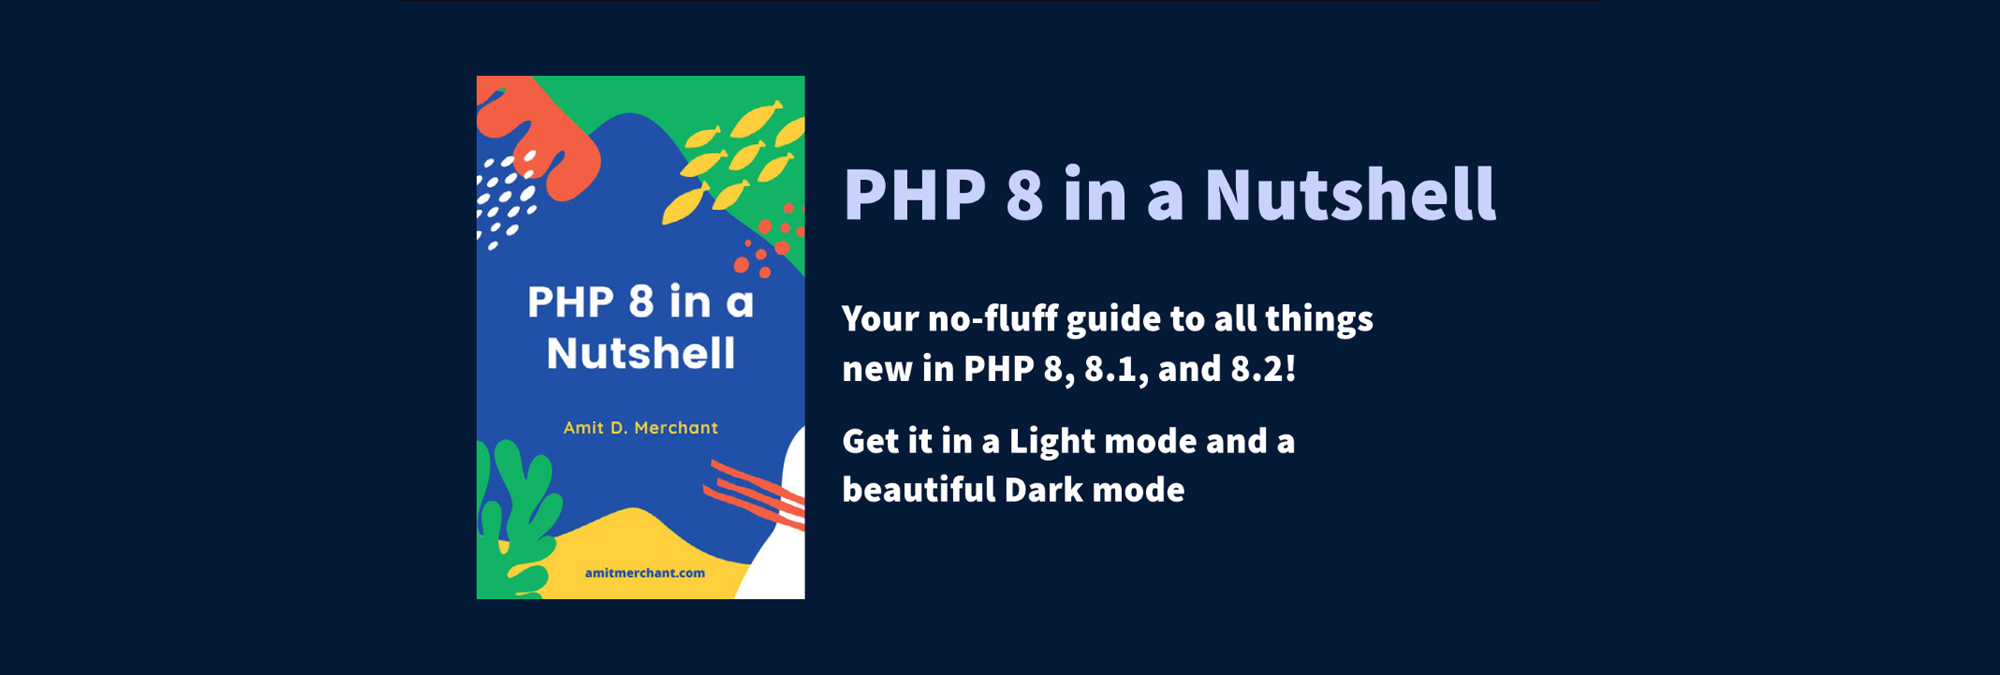 PHP 8 in a
Nutshell
Amit D. Merchant
amitmerchant.com
PHP 8 in a Nutshell
Your no-fluff guide to all things
new in PHP 8, 8.1, and 8.2!
Get it in a Light mode and a
beautiful Dark mode